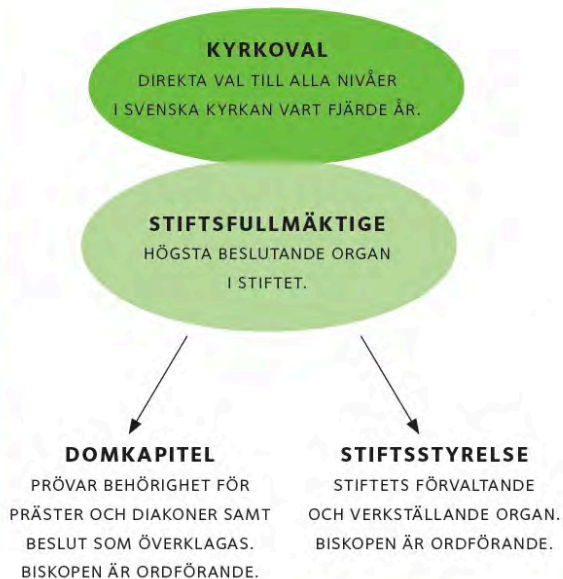 KYRKOVAL
DIREKTA VAL TILL ALLA NIVÅER
I SVENSKA KYRKAN VART FJÄRDE ÅR.
STIFTSFULLMÄKTIGE
HÖGSTA BESLUTANDE ORGAN
I STIFTET.
DOMKAPITEL
PRÖVAR BEHÖRIGHET FÖR
PRÄSTER OCH DIAKONER SAMT
BESLUT SOM ÖVERKLAGAS.
BISKOPEN ÄR ORDFÖRANDE.
STIFTSSTYRELSE
STIFTETS FÖRVALTANDE
OCH VERKSTÄLLANDE ORGAN.
BISKOPEN ÄR ORDFÖRANDE.